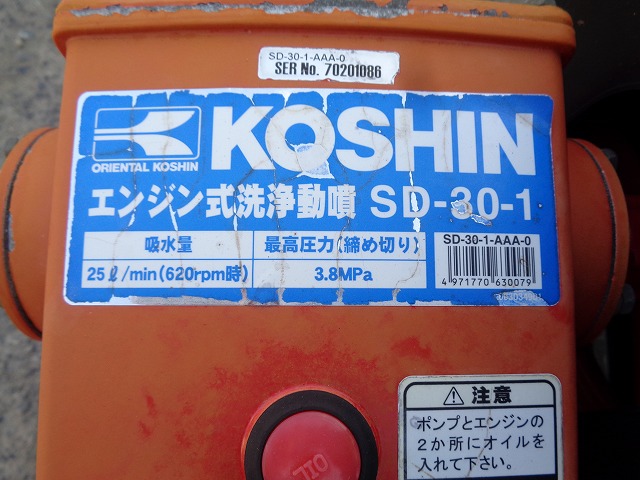 SD-30-1-AAA-0
SER No. 70201086
ORIENTAL KOSHIN
KOSHIN
エンジン式洗浄動噴 SD-30-1
吸水量
最高圧力(締め切り)
25ℓ/min(620rpm時)
3.8MPa
SD-30-1-AAA-0
4 971770 630079
⚠ 注意
ポンプとエンジンの
2か所にオイルを
入れて下さい。
OIL